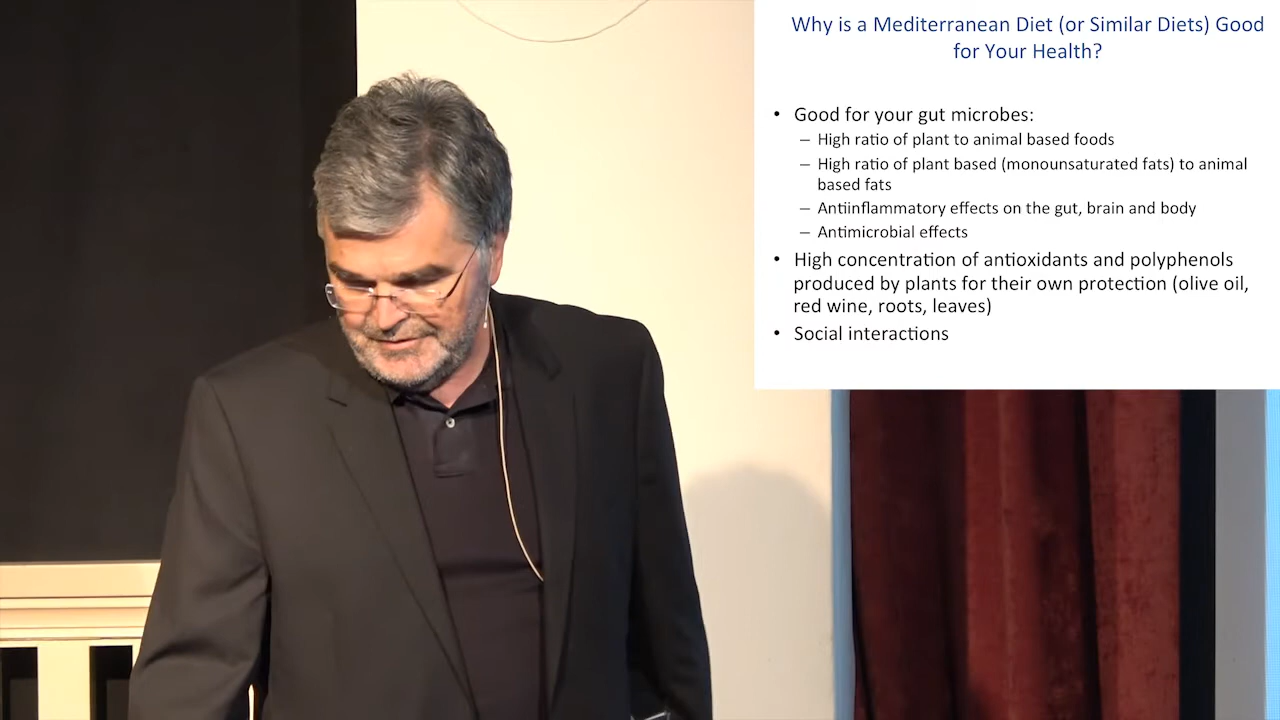 Why is a Mediterranean Diet (or Similar Diets) Good
for Your Health?
• Good for your gut microbes:
– High ratio of plant to animal based foods
– High ratio of plant based (monounsaturated fats) to animal
based fats
– Antiinflammatory effects on the gut, brain and body
– Antimicrobial effects
• High concentration of antioxidants and polyphenols
produced by plants for their own protection (olive oil,
red wine, roots, leaves)
• Social interactions